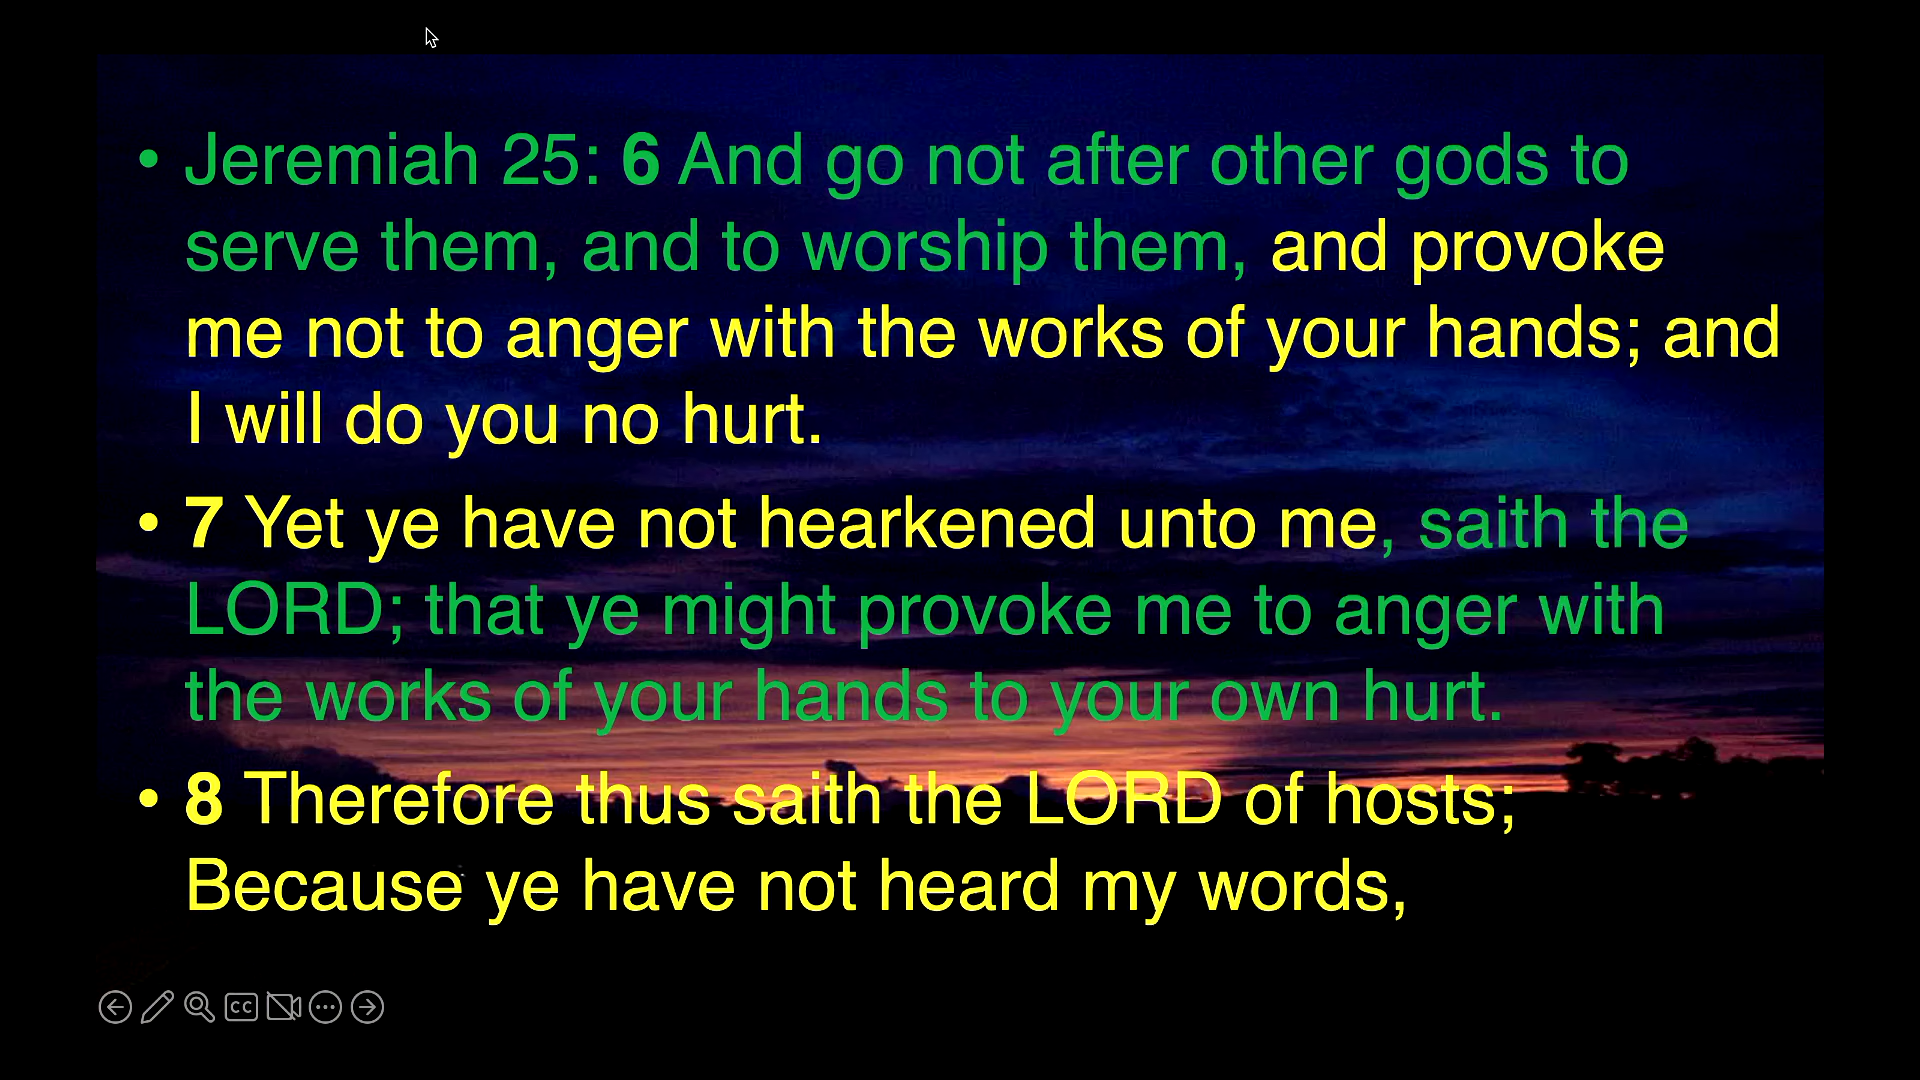 • Jeremiah 25: 6 And go not after other gods to
serve them, and to worship them, and provoke
me not to anger with the works of your hands; and
I will do you no hurt.
• 7 Yet ye have not hearkened unto me, saith the
LORD; that ye might provoke me to anger with
the works of your hands to your own hurt.
• 8 Therefore thus saith the LORD of hosts;
Because ye have not heard my words,
CC